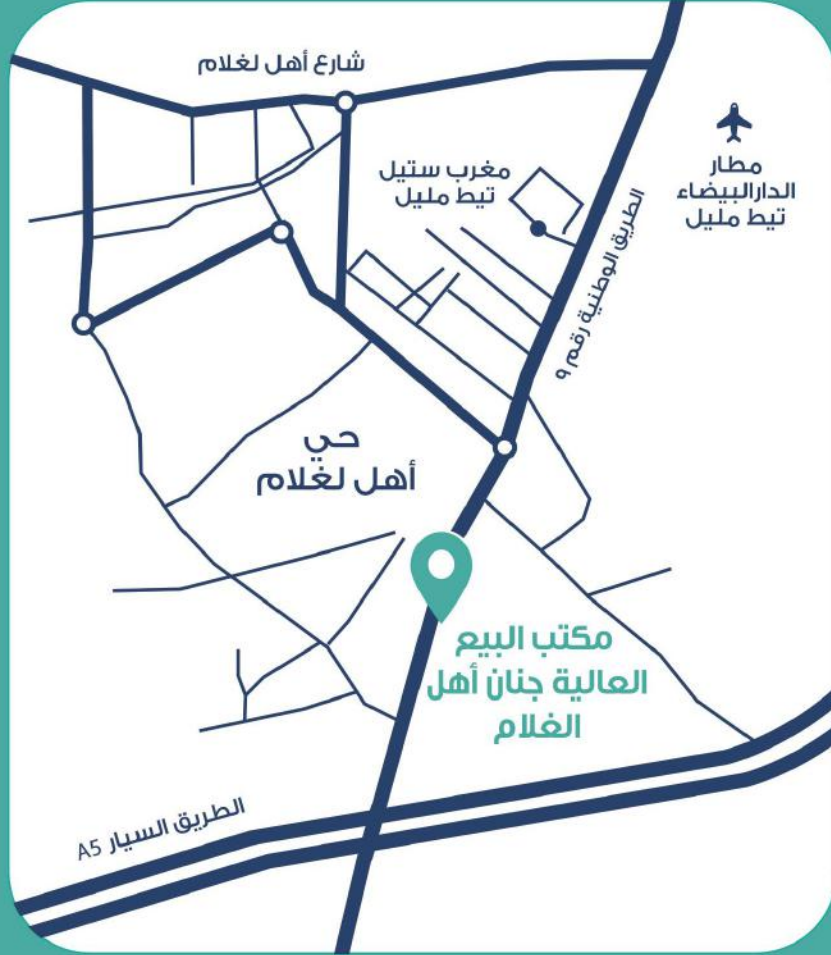 شارع أهل لغلام
مغرب ستيل
تيط مليل
مطار
الدارالبيضاء
تيط مليل
الطريق الوطنية رقم ٩
حي
أهل لغلام
مكتب البيع
العالية جنان أهل
الغلام
الطريق السيار A5